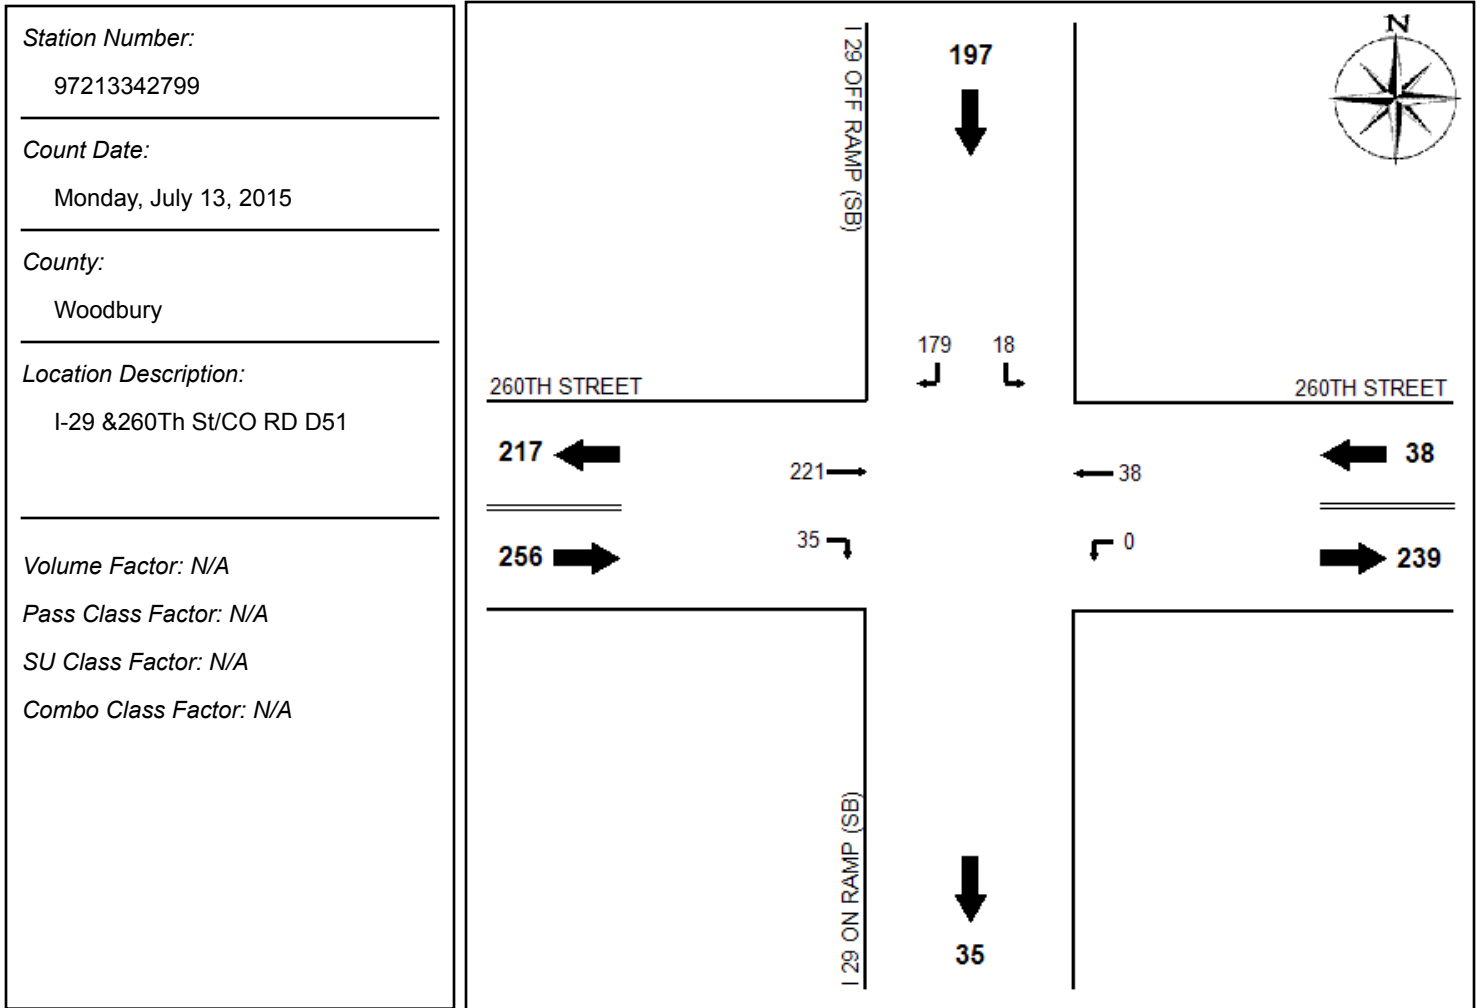 Station Number:
97213342799
Count Date:
Monday, July 13, 2015
County:
Woodbury
Location Description:
I-29 &260Th St/CO RD D51
Volume Factor: N/A
Pass Class Factor: N/A
SU Class Factor: N/A
Combo Class Factor: N/A
N
I 29 OFF RAMP (SB)
197
179 18
260TH STREET
260TH STREET
217
221
38
38
256
35
0
239
I 29 ON RAMP (SB)
35